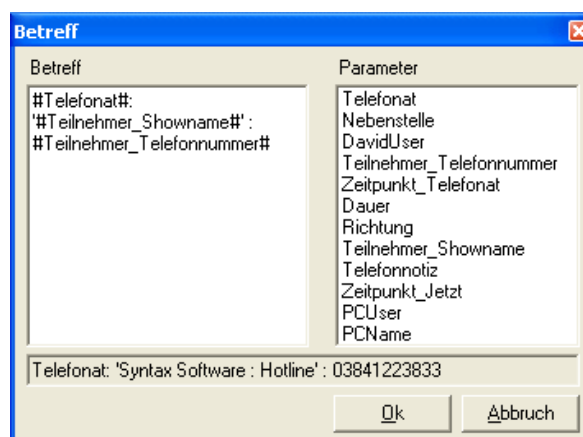 Betreff
Betreff
#Telefonat#:
'#Teilnehmer_Showname#' :
#Teilnehmer_Telefonnummer#
Parameter
Telefonat
Nebenstelle
DavidUser
Teilnehmer_Telefonnummer
Zeitpunkt_Telefonat
Dauer
Richtung
Teilnehmer_Showname
Telefonnotiz
Zeitpunkt_Jetzt
PCUser
PCName
Telefonat: 'Syntax Software : Hotline' : 03841223833
Ok
Abbruch